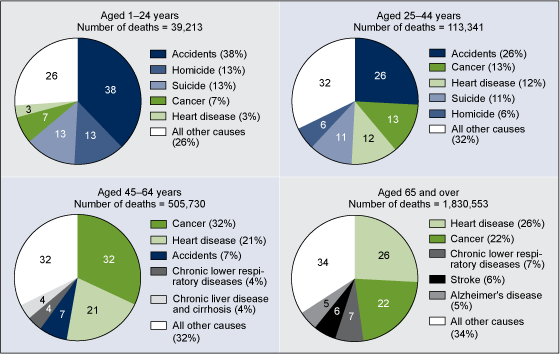 Aged 1–24 years
Number of deaths = 39,213
38
13
13
7
3
26
Accidents (38%)
Homicide (13%)
Suicide (13%)
Cancer (7%)
Heart disease (3%)
All other causes
(26%)
Aged 25–44 years
Number of deaths = 113,341
26
13
12
11
6
32
Accidents (26%)
Cancer (13%)
Heart disease (12%)
Suicide (11%)
Homicide (6%)
All other causes
(32%)
Aged 45–64 years
Number of deaths = 505,730
32
21
7
4
4
32
Cancer (32%)
Heart disease (21%)
Accidents (7%)
Chronic lower respi-
ratory diseases (4%)
Chronic liver disease
and cirrhosis (4%)
All other causes
(32%)
Aged 65 and over
Number of deaths = 1,830,553
26
22
7
6
5
34
Heart disease (26%)
Cancer (22%)
Chronic lower respi-
ratory diseases (7%)
Stroke (6%)
Alzheimer's disease
(5%)
All other causes
(34%)